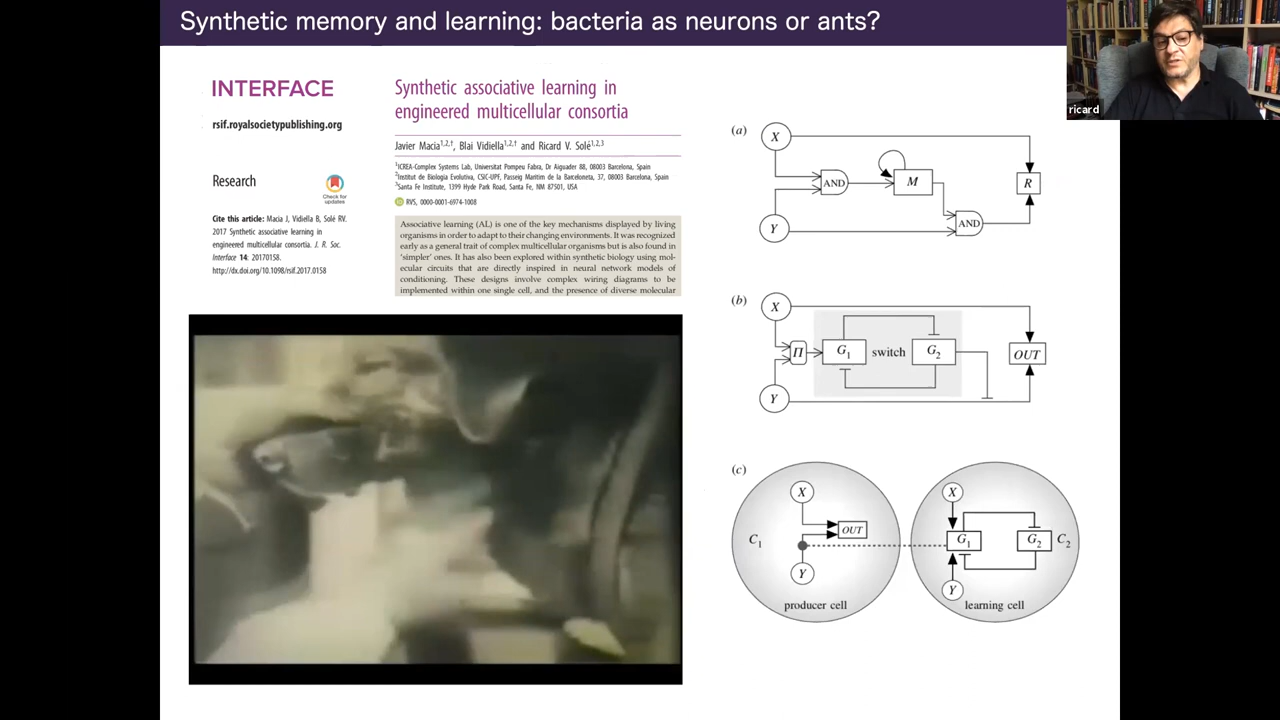 Synthetic memory and learning: bacteria as neurons or ants?
ricard
INTERFACE
rsif.royalsocietypublishing.org
Research
Check for
updates
Cite this article: Macia J, Vidiella B, Solé RV.
2017 Synthetic associative learning in
engineered multicellular consortia. J. R. Soc.
Interface 14: 20170158.
http://dx.doi.org/10.1098/rsif.2017.0158
Synthetic associative learning in
engineered multicellular consortia
Javier Macia1,2,†, Blai Vidiella1,2,† and Ricard V. Solé1,2,3
1ICREA-Complex Systems Lab, Universitat Pompeu Fabra, Dr Aiguader 88, 08003 Barcelona, Spain
2Institut de Biologia Evolutiva, CSIC-UPF, Passeig Maritim de la Barceloneta, 37, 08003 Barcelona, Spain
3Santa Fe Institute, 1399 Hyde Park Road, Santa Fe, NM 87501, USA
RVS, 0000-0001-6974-1008
Associative learning (AL) is one of the key mechanisms displayed by living
organisms in order to adapt to their changing environments. It was recognized
early as a general trait of complex multicellular organisms but is also found in
‘simpler’ ones. It has also been explored within synthetic biology using mol-
ecular circuits that are directly inspired in neural network models of
conditioning. These designs involve complex wiring diagrams to be
implemented within one single cell, and the presence of diverse molecular
(a)
X
AND
M
R
Y
AND
(b)
X
Π
G1
switch
G2
OUT
Y
(c)
X
OUT
C1
Y
producer cell
X
G1
G2
C2
Y
learning cell